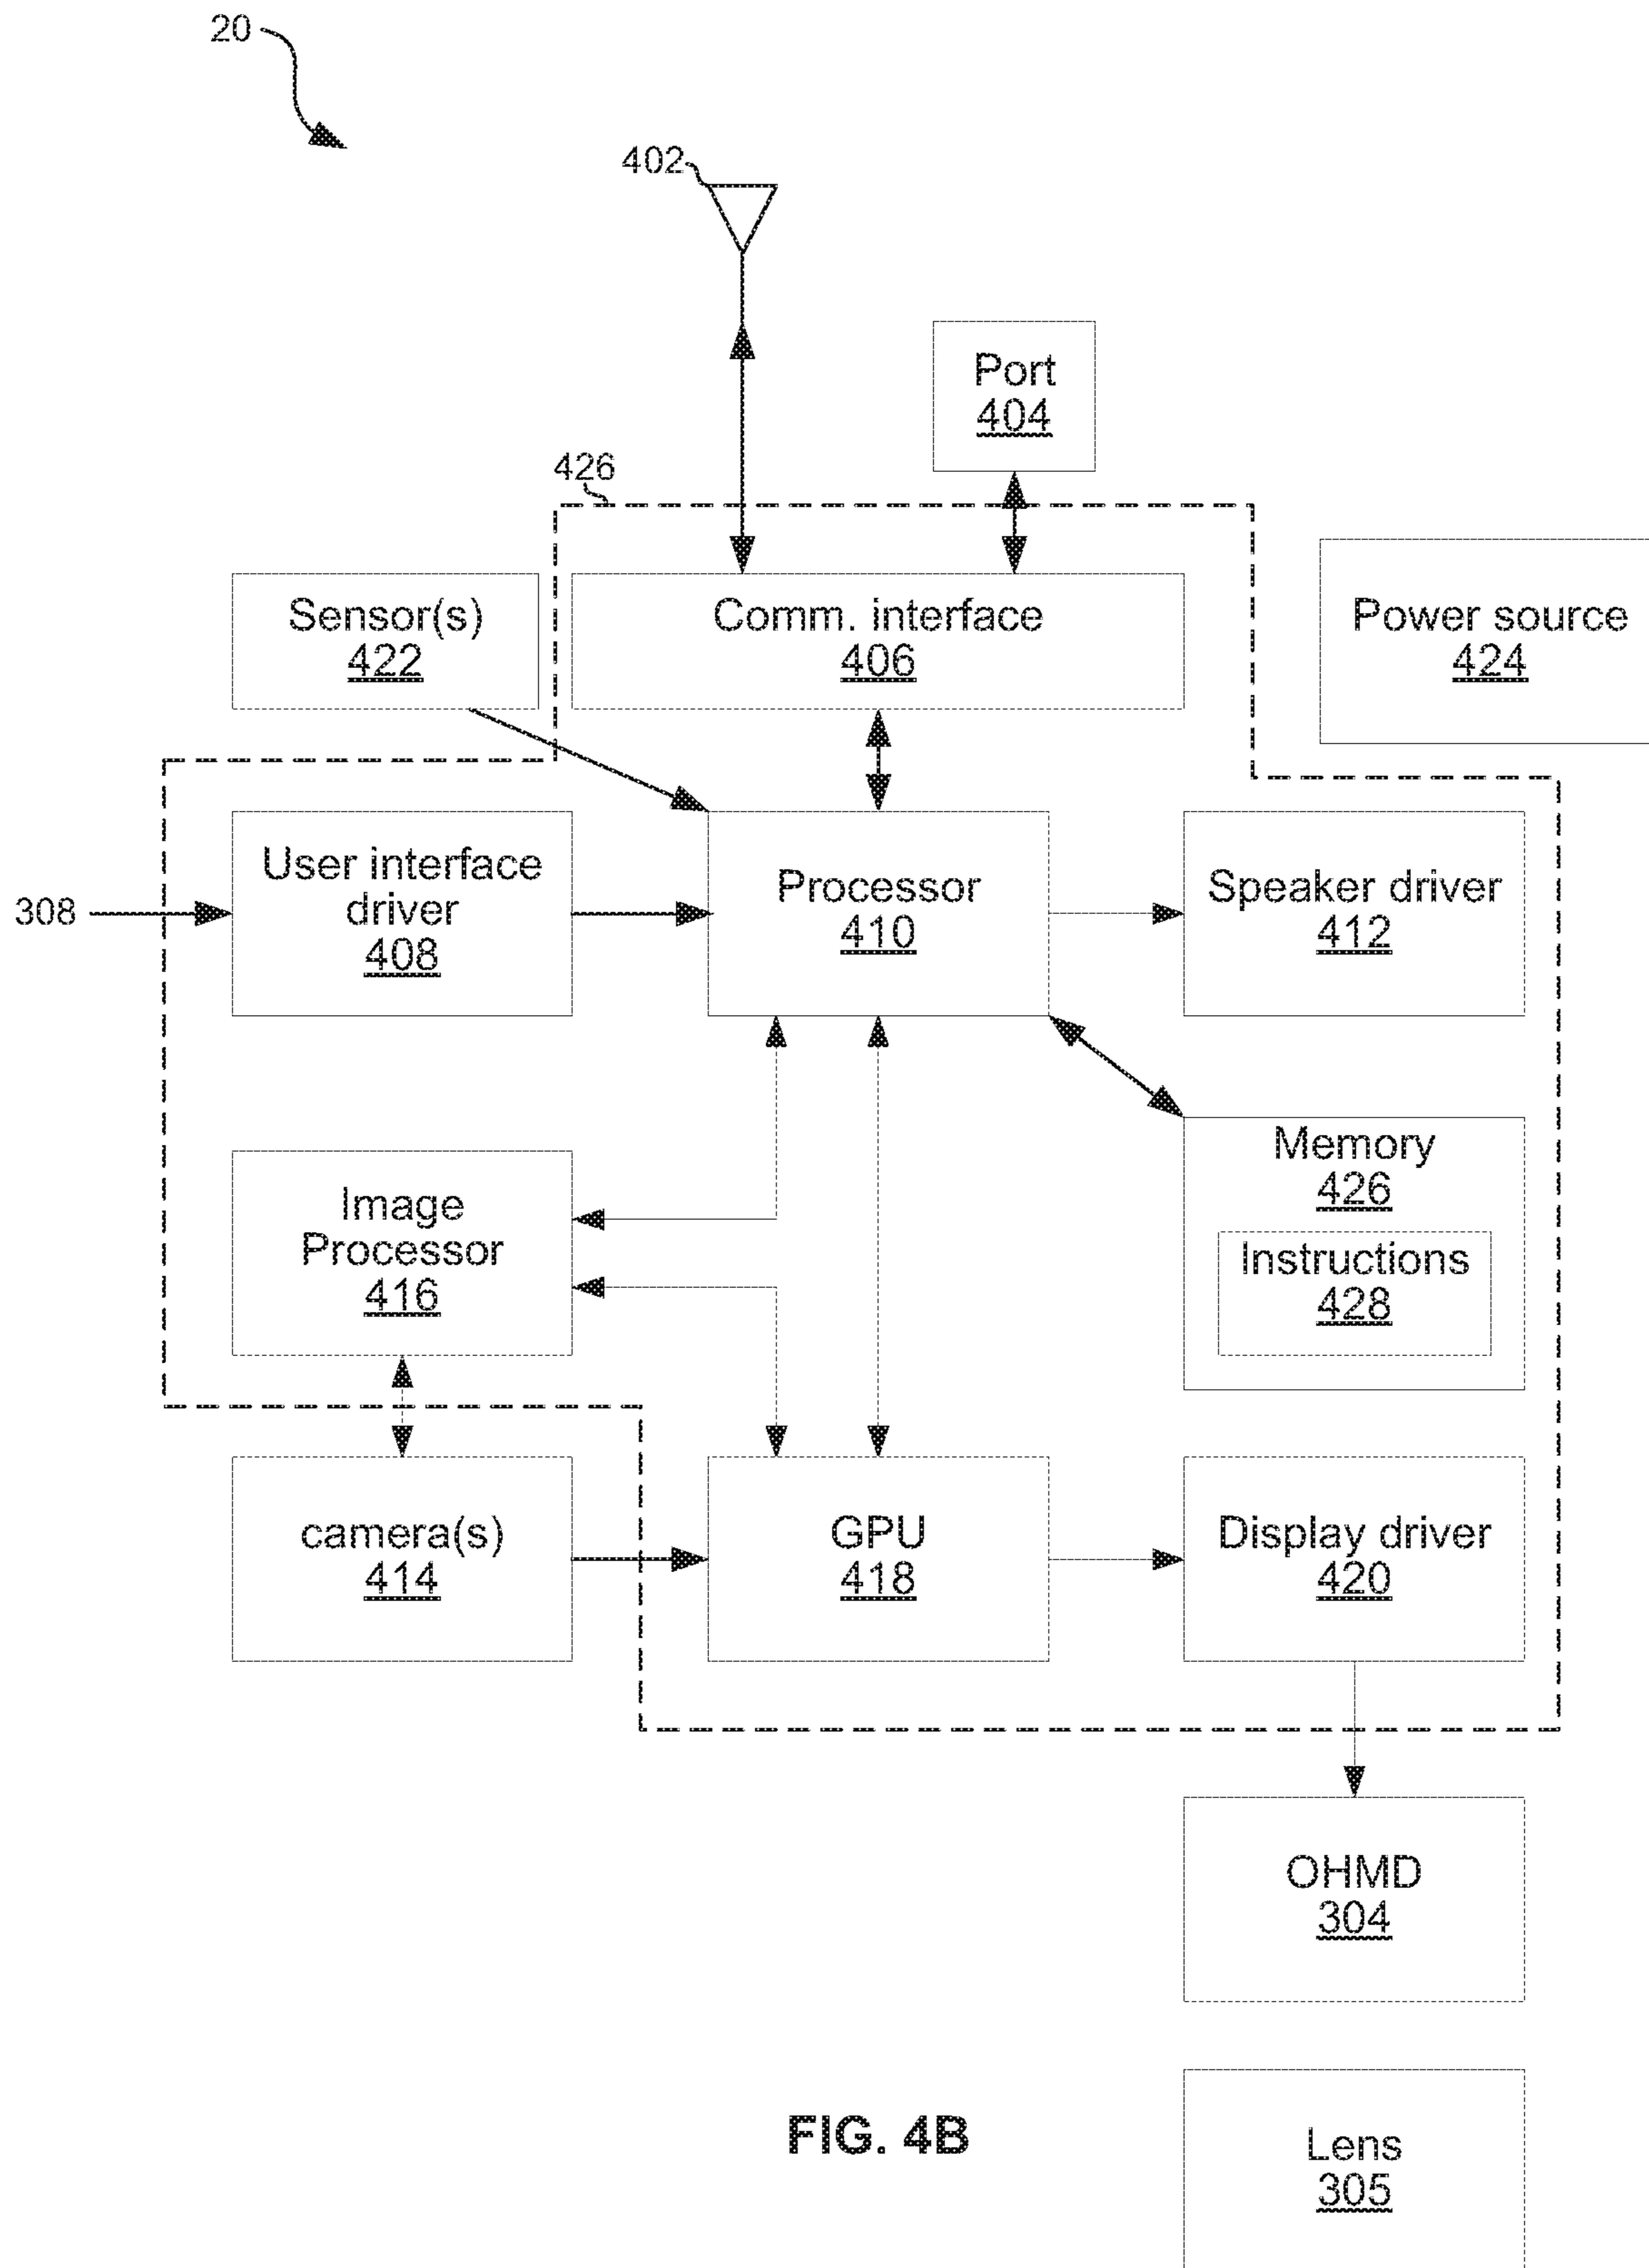 20
402
Port
404
426
Sensor(s)
422
Comm. interface
406
Power source
424
308
User interface
driver
408
Processor
410
Speaker driver
412
Image
Processor
416
Memory
426
Instructions
428
camera(s)
414
GPU
418
Display driver
420
OHMD
304
FIG. 4B
Lens
305